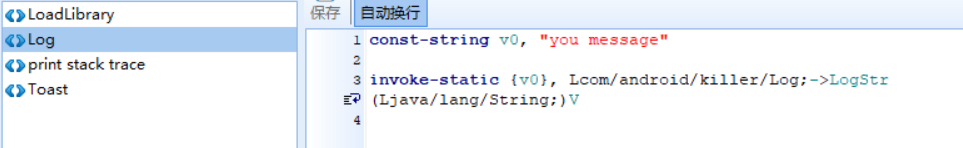 LoadLibrary
Log
print stack trace
Toast
保存 自动换行
1 const-string v0, "you message"
2
3 invoke-static {v0}, Lcom/android/killer/Log;->LogStr
(Ljava/lang/String;)V
4